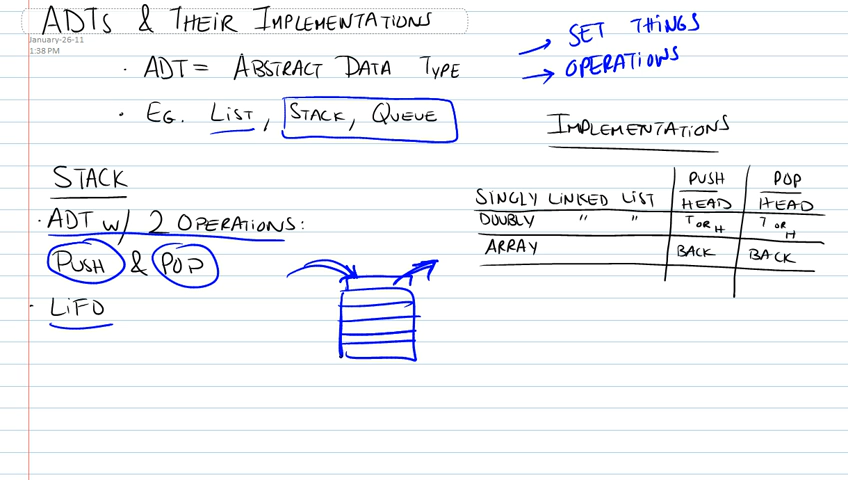 ADTs & THEIR IMPLEMENTATIONS
January-26-11
1:38 PM
→ SET THINGS
→ OPERATIONS
· ADT = ABSTRACT DATA TYPE
· EG. LIST, STACK, QUEUE
IMPLEMENTATIONS
STACK
· ADT w/ 2 OPERATIONS:
PUSH & POP
· LIFO
PUSH POP
SINGLY LINKED LIST HEAD HEAD
DOUBLY " " T OR H T OR H
ARRAY BACK BACK